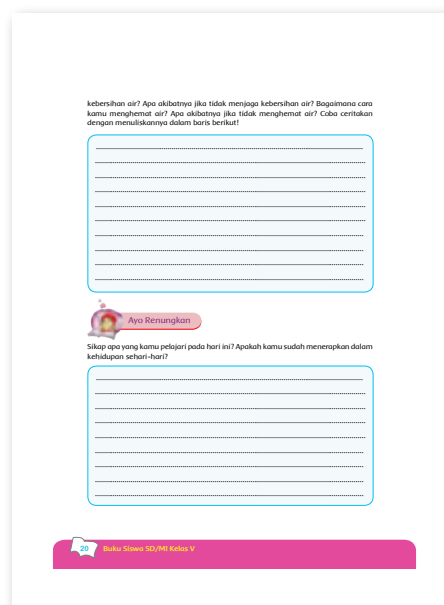 kebersihan air? Apa akibatnya jika tidak menjaga kebersihan air? Bagaimana cara
kamu menghemat air? Apa akibatnya jika tidak menghemat air? Coba ceritakan
dengan menuliskannya dalam baris berikut!
Ayo Renungkan
Sikap apa yang kamu pelajari pada hari ini? Apakah kamu sudah menerapkan dalam
kehidupan sehari-hari?
20 Buku Siswa SD/MI Kelas V